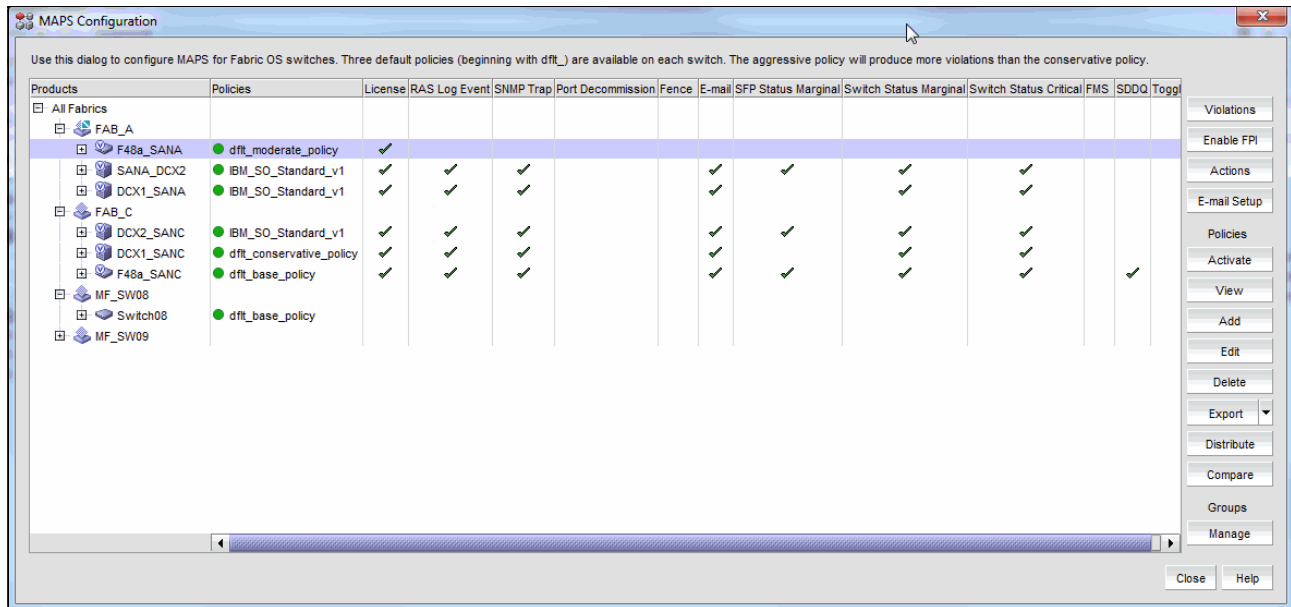 MAPS Configuration
Use this dialog to configure MAPS for Fabric OS switches. Three default policies (beginning with dflt_) are available on each switch. The aggressive policy will produce more violations than the conservative policy.
Products Policies License RAS Log Event SNMP Trap Port Decommission Fence E-mail SFP Status Marginal Switch Status Marginal Switch Status Critical FMS SDDQ Toggl
All Fabrics
FAB_A
F48a_SANA dflt_moderate_policy
SANA_DCX2 IBM_SO_Standard_v1
DCX1_SANA IBM_SO_Standard_v1
FAB_C
DCX2_SANC IBM_SO_Standard_v1
DCX1_SANC dflt_conservative_policy
F48a_SANC dflt_base_policy
MF_SW08
Switch08 dflt_base_policy
MF_SW09
Violations
Enable FPI
Actions
E-mail Setup
Policies
Activate
View
Add
Edit
Delete
Export
Distribute
Compare
Groups
Manage
Close Help